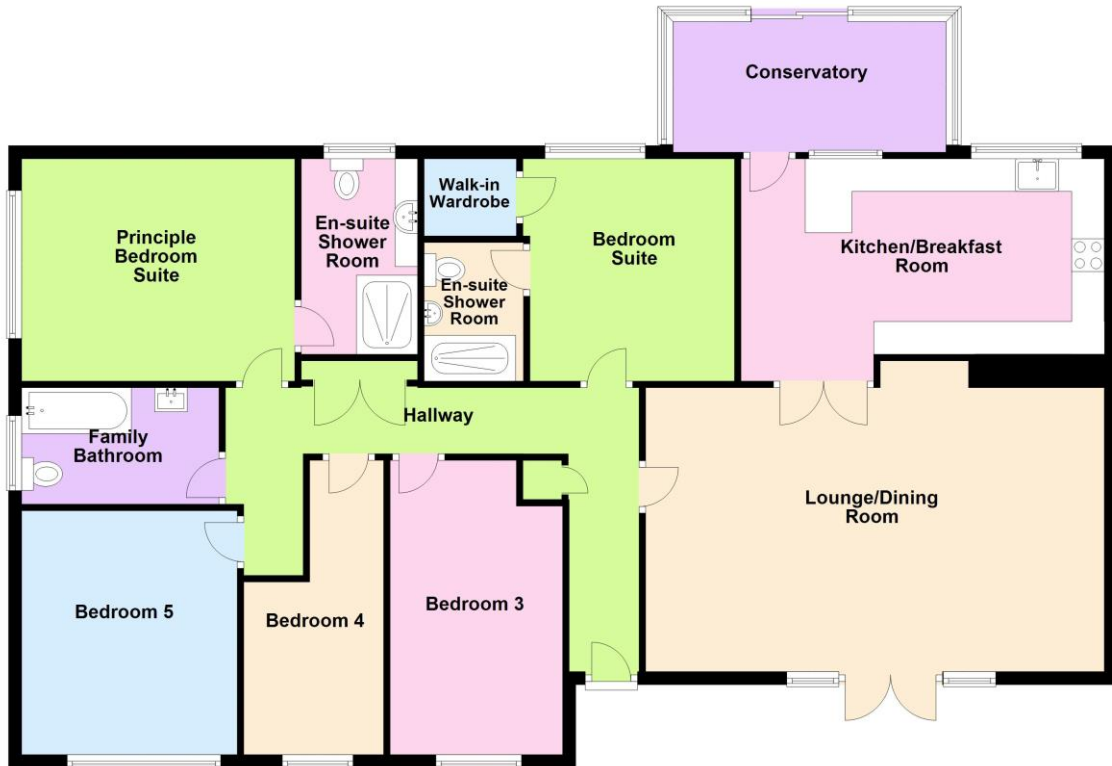 Conservatory
Principle
Bedroom
Suite
En-suite
Shower
Room
Walk-in
Wardrobe
Bedroom
Suite
Kitchen/Breakfast
Room
En-suite
Shower
Room
Hallway
Family
Bathroom
Lounge/Dining
Room
Bedroom 5
Bedroom 4
Bedroom 3